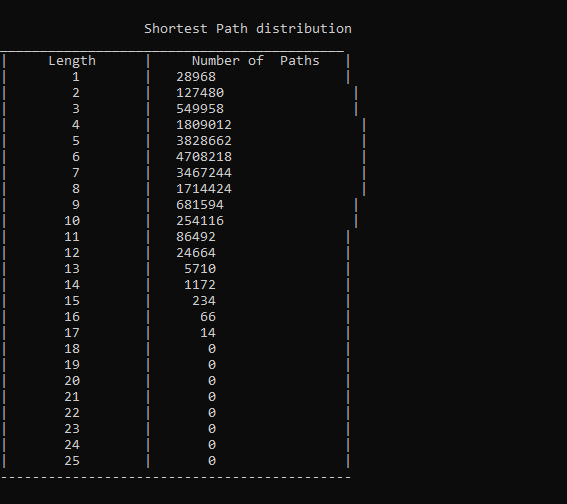 Shortest Path distribution
___________________________________________
| Length | Number of Paths |
| 1 | 28968 |
| 2 | 127480 |
| 3 | 549958 |
| 4 | 1809012 |
| 5 | 3828662 |
| 6 | 4708218 |
| 7 | 3467244 |
| 8 | 1714424 |
| 9 | 681594 |
| 10 | 254116 |
| 11 | 86492 |
| 12 | 24664 |
| 13 | 5710 |
| 14 | 1172 |
| 15 | 234 |
| 16 | 66 |
| 17 | 14 |
| 18 | 0 |
| 19 | 0 |
| 20 | 0 |
| 21 | 0 |
| 22 | 0 |
| 23 | 0 |
| 24 | 0 |
| 25 | 0 |
--------------------------------------------